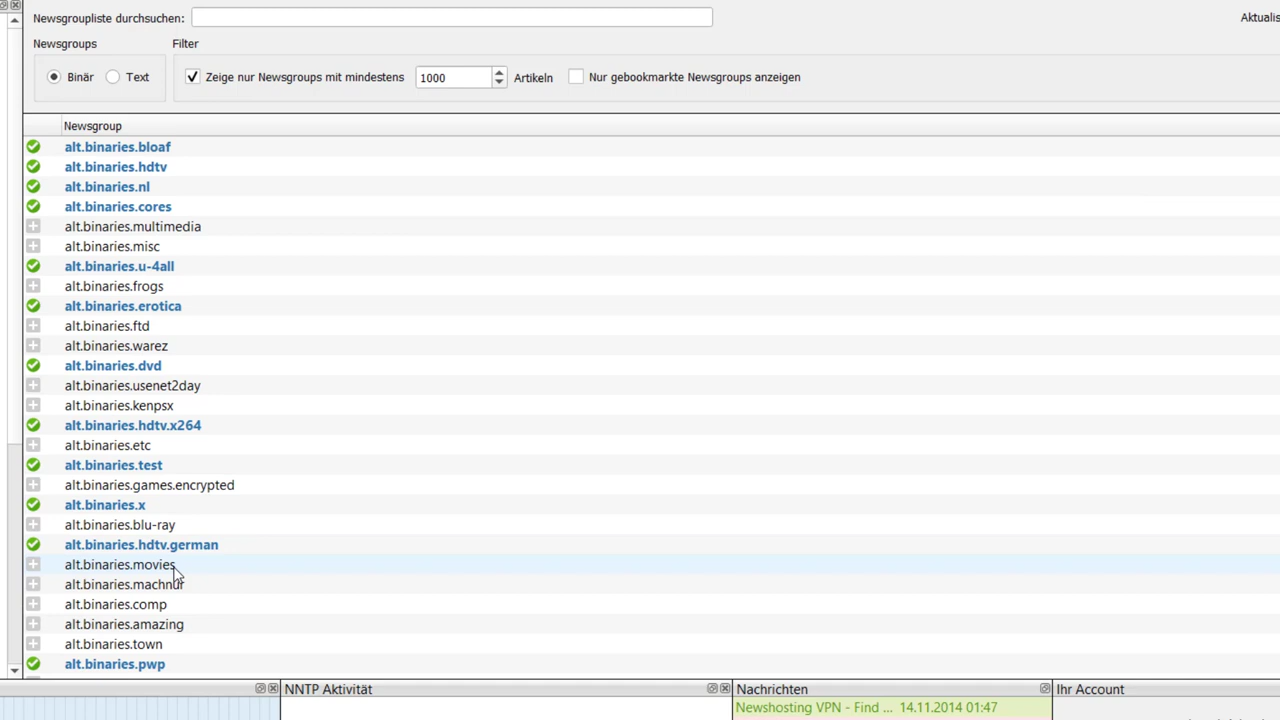 Newsgroupliste durchsuchen:
Newsgroups Filter
Binär Text Zeige nur Newsgroups mit mindestens 1000 Artikeln Nur gebookmarkte Newsgroups anzeigen
Newsgroup
alt.binaries.bloaf
alt.binaries.hdtv
alt.binaries.nl
alt.binaries.cores
alt.binaries.multimedia
alt.binaries.misc
alt.binaries.u-4all
alt.binaries.frogs
alt.binaries.erotica
alt.binaries.ftd
alt.binaries.warez
alt.binaries.dvd
alt.binaries.usenet2day
alt.binaries.kenpsx
alt.binaries.hdtv.x264
alt.binaries.etc
alt.binaries.test
alt.binaries.games.encrypted
alt.binaries.x
alt.binaries.blu-ray
alt.binaries.hdtv.german
alt.binaries.movies
alt.binaries.comp
alt.binaries.amazing
alt.binaries.town
alt.binaries.pwp
NNTP Aktivität Nachrichten Ihr Account
Newshosting VPN - Find ... 14.11.2014 01:47